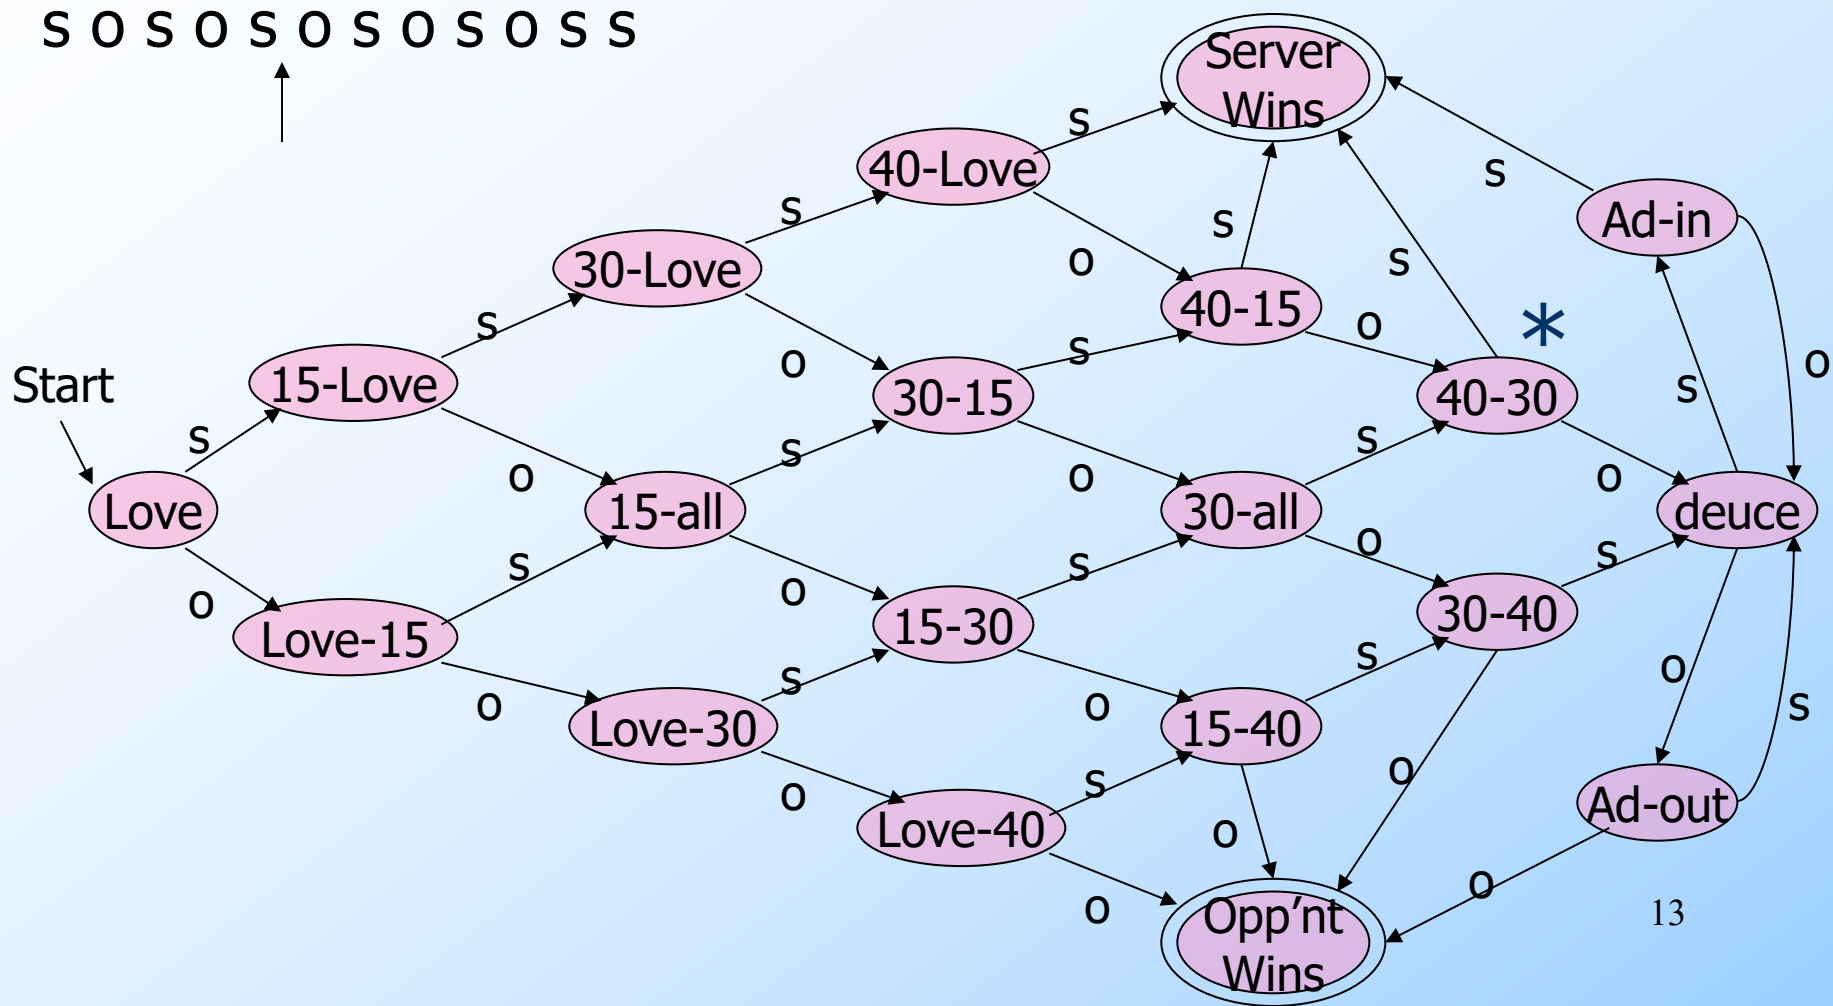 s o s o s o s o s o s s
Server
Wins
s
40-Love
s
s
Ad-in
s
s
o
30-Love
40-15
s
o
*
s
o
s
o
Start
15-Love
s
30-15
40-30
s
o
s
s
o
o
o
Love
15-all
30-all
deuce
s
o
s
s
o
o
15-30
30-40
Love-15
s
s
o
s
o
o
Love-30
15-40
s
o
o
Love-40
o
Ad-out
o
o
Opp'nt
Wins
13